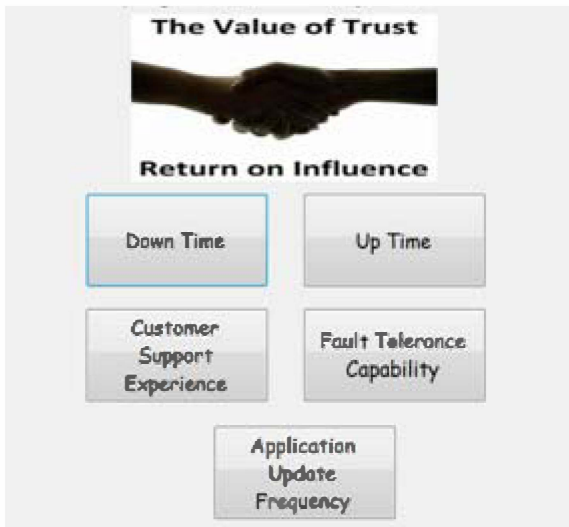 The Value of Trust
Return on Influence
Down Time
Up Time
Customer
Support
Experience
Fault Tolerance
Capability
Application
Update
Frequency